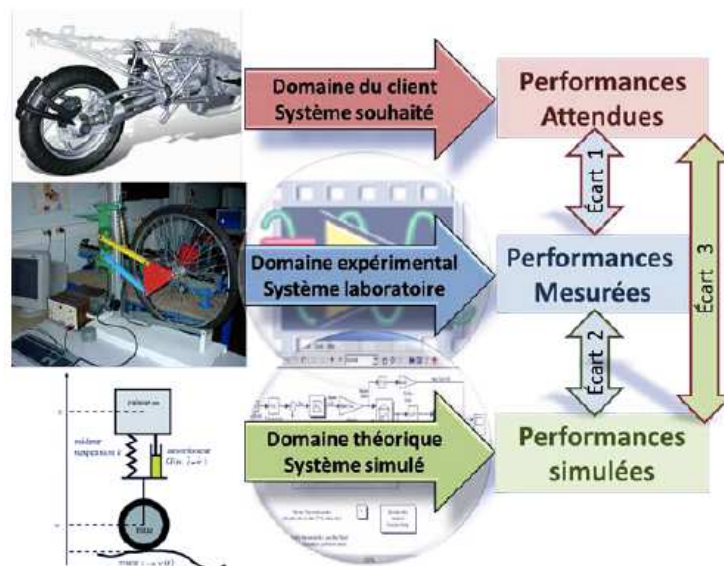 Domaine du client
Système souhaité
Performances
Attendues
Écart 1
Écart 3
Domaine expérimental
Système laboratoire
Performances
Mesurées
Écart 2
Domaine théorique
Système simulé
Performances
simulées